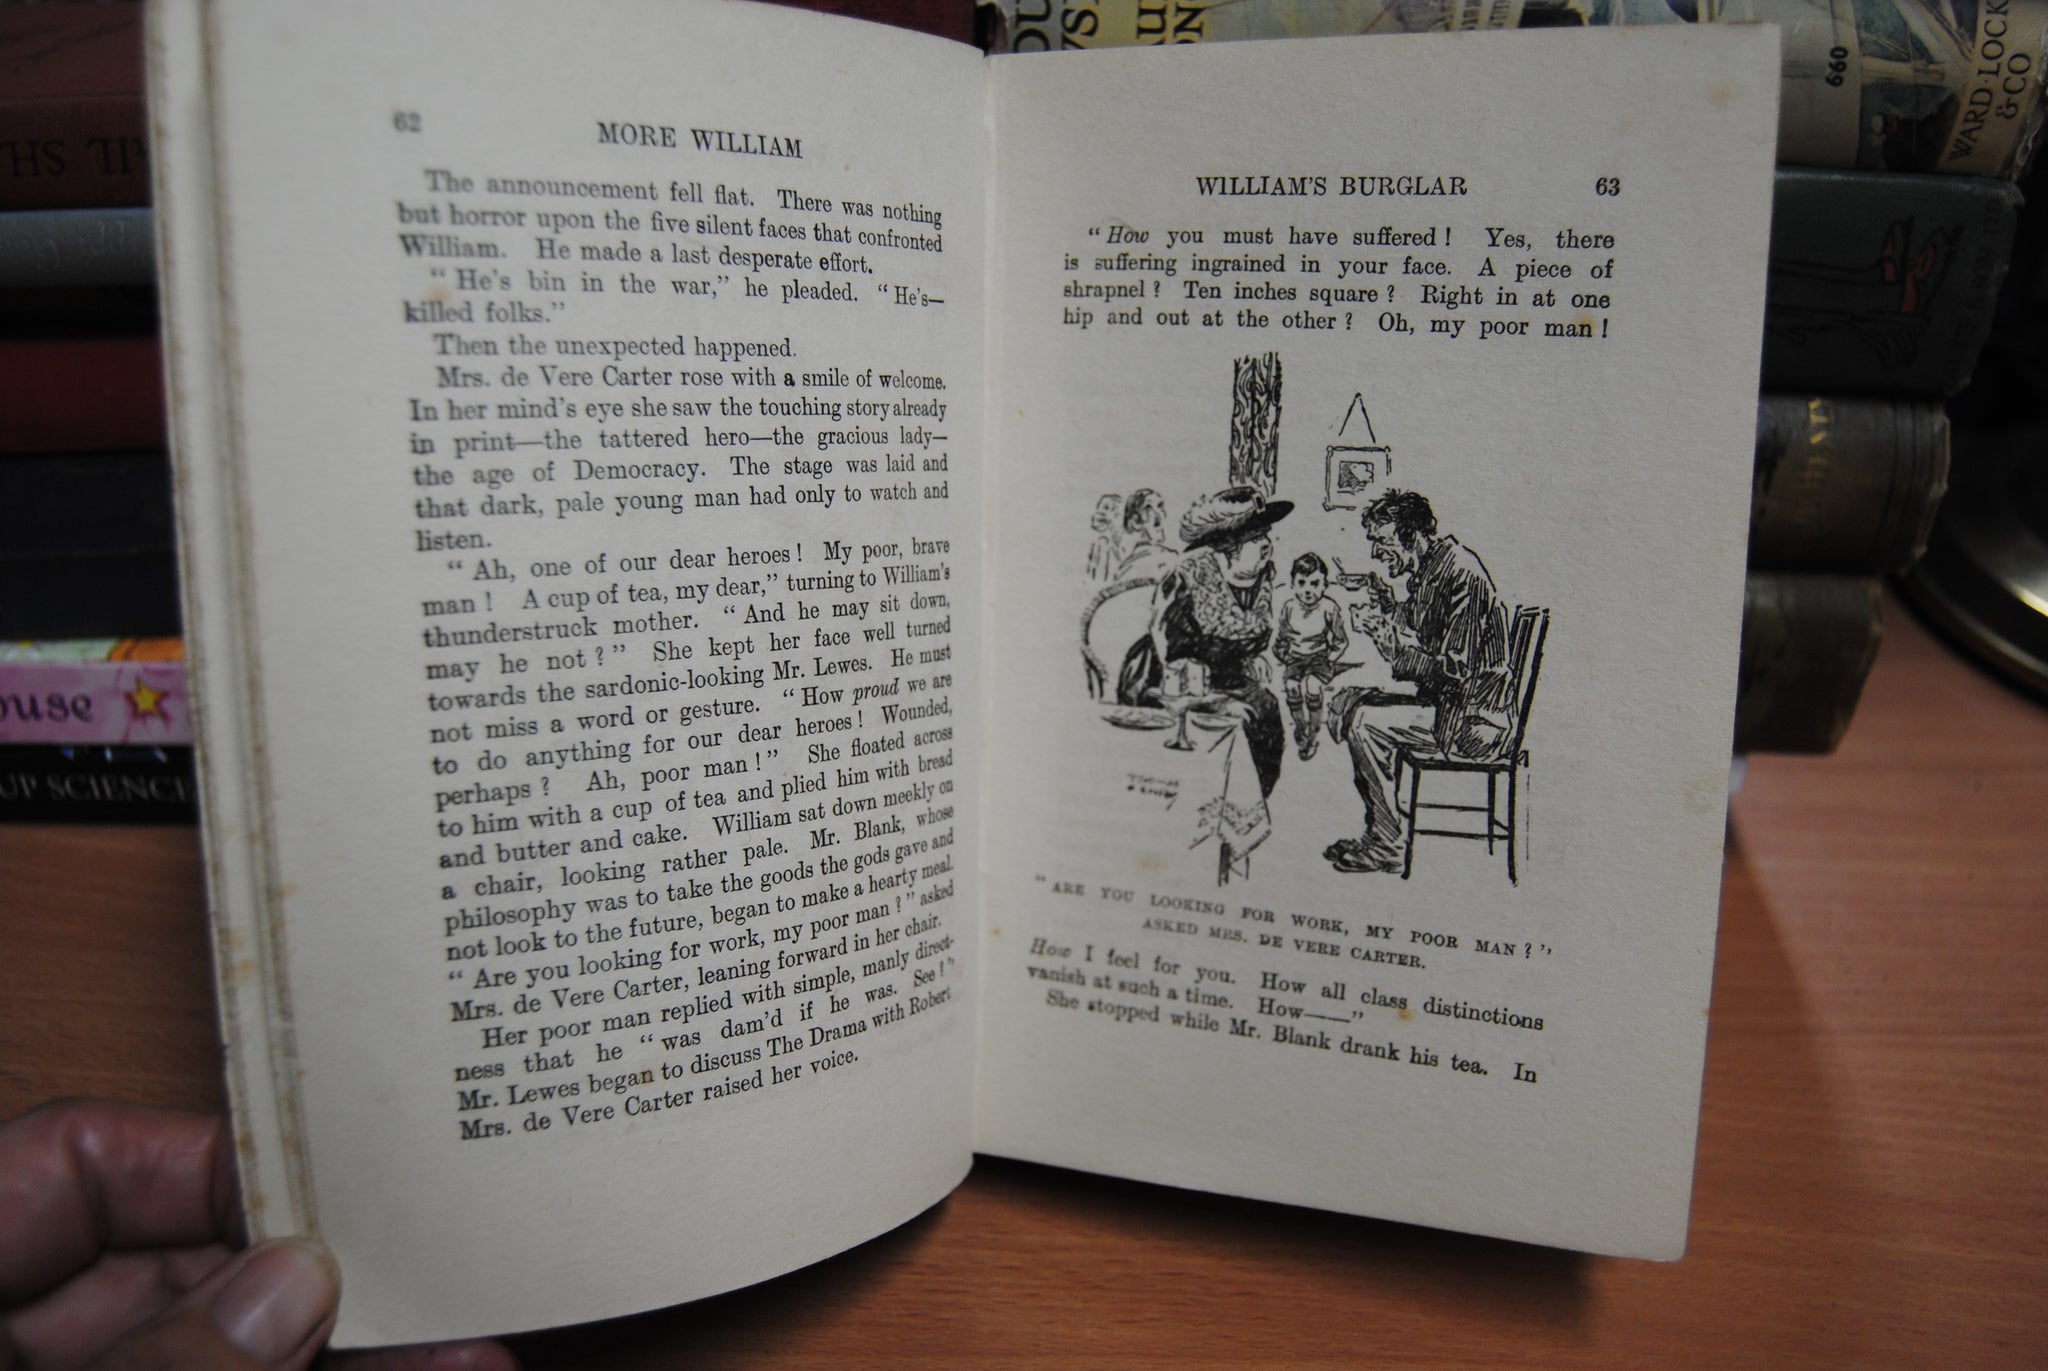 62
MORE WILLIAM
The announcement fell flat. There was nothing
but horror upon the five silent faces that confronted
William. He made a last desperate effort.
" He's bin in the war," he pleaded. " He's—
killed folks."
Then the unexpected happened.
Mrs. de Vere Carter rose with a smile of welcome.
In her mind's eye she saw the touching story already
in print—the tattered hero—the gracious lady—
the age of Democracy. The stage was laid and
that dark, pale young man had only to watch and
listen.
" Ah, one of our dear heroes ! My poor, brave
man ! A cup of tea, my dear," turning to William's
thunderstruck mother. " And he may sit down,
may he not ? " She kept her face well turned
towards the sardonic-looking Mr. Lewes. He must
not miss a word or gesture. " How proud we are
to do anything for our dear heroes ! Wounded,
perhaps ? Ah, poor man ! " She floated across
to him with a cup of tea and plied him with bread
and butter and cake. William sat down meekly on
a chair, looking rather pale. Mr. Blank, whose
philosophy was to take the goods the gods gave and
not look to the future, began to make a hearty meal.
" Are you looking for work, my poor man ? " asked
Mrs. de Vere Carter, leaning forward in her chair.
Her poor man replied with simple, manly direct-
ness that he " was dam'd if he was. See ! "
Mr. Lewes began to discuss The Drama with Robert
Mrs. de Vere Carter raised her voice.
WILLIAM'S BURGLAR
63
" How you must have suffered ! Yes, there
is suffering ingrained in your face. A piece of
shrapnel ? Ten inches square ? Right in at one
hip and out at the other ? Oh, my poor man !
" ARE YOU LOOKING FOR WORK, MY POOR MAN ? ''
ASKED MRS. DE VERE CARTER.
How I feel for you. How all class distinctions
vanish at such a time. How——"
She stopped while Mr. Blank drank his tea. In
WARD·LOCK
& CO
660
ouse
UP SCIENCE